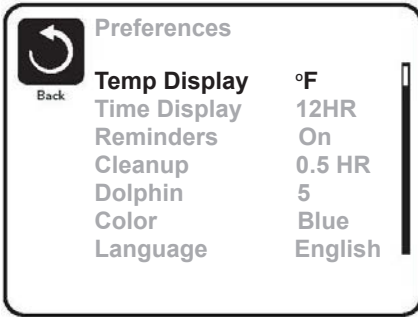 Preferences
Back
Temp Display °F
Time Display 12HR
Reminders On
Cleanup 0.5 HR
Dolphin 5
Color Blue
Language English